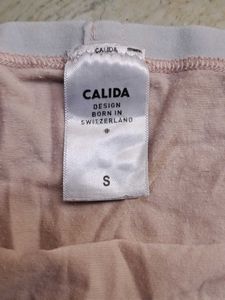 CALIDA
CALIDA
DESIGN
BORN IN
SWITZERLAND
S